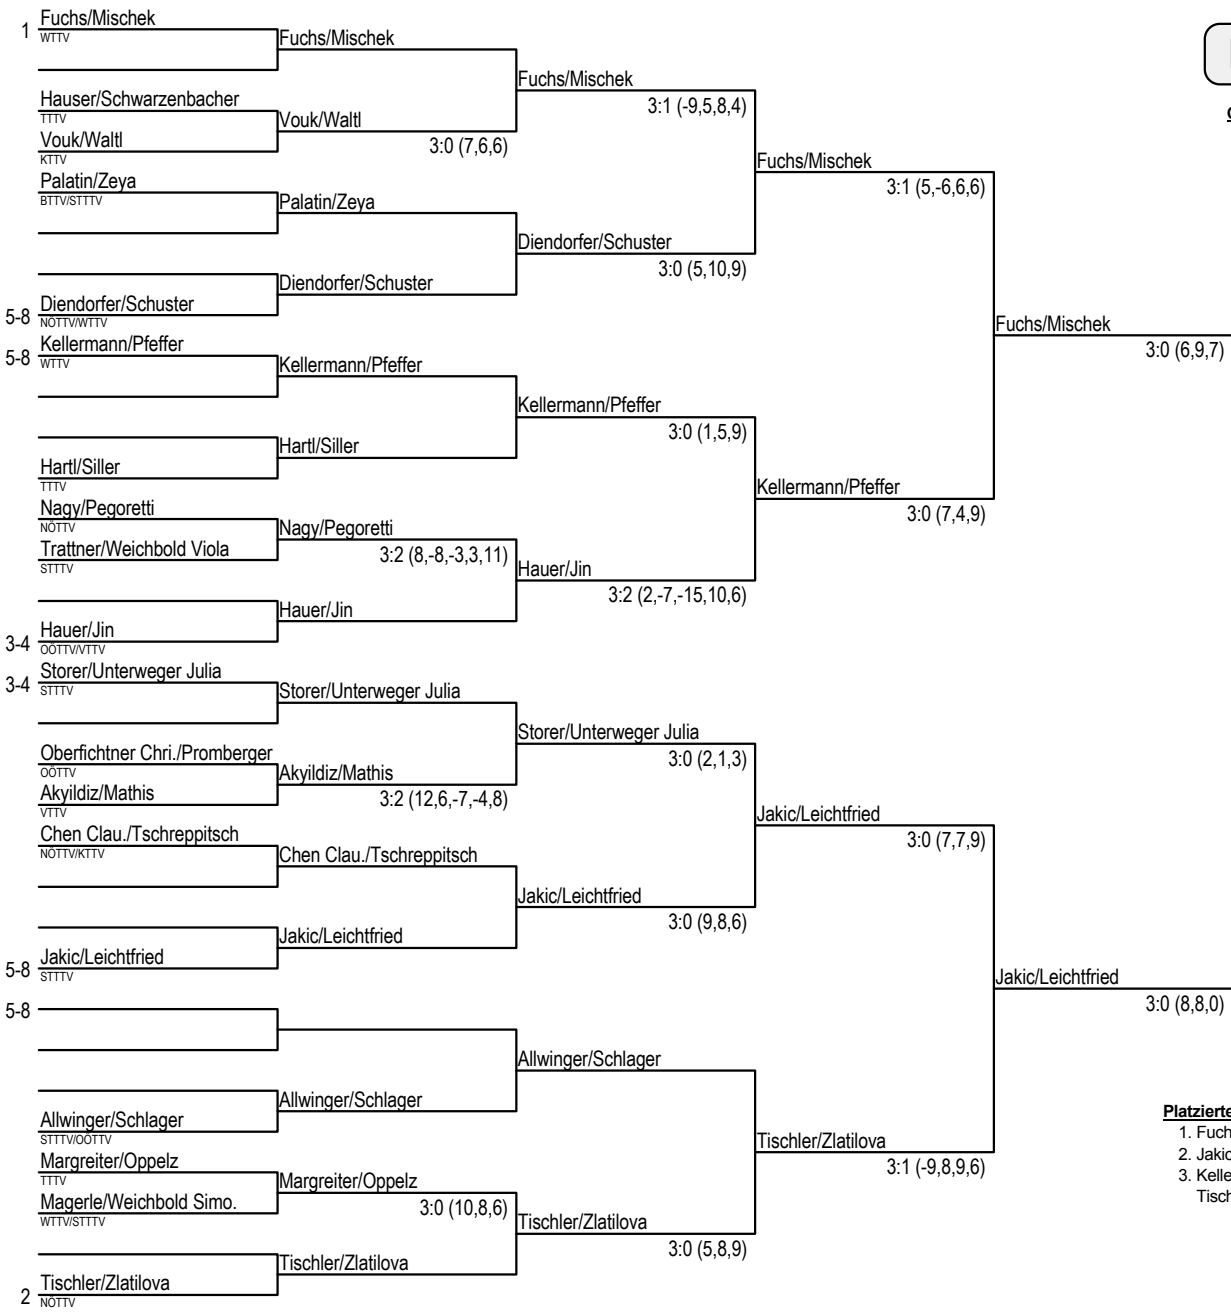 Fuchs/Mischek
1
WTTV
Fuchs/Mischek
Fuchs/Mischek
3:1 (-9,5,8,4)
Hauser/Schwarzenbacher
TTTV
Vouk/Waltl
3:0 (7,6,6)
Vouk/Waltl
KTTV
Fuchs/Mischek
3:1 (5,-6,6,6)
Palatin/Zeya
BTTV/STTTV
Palatin/Zeya
Diendorfer/Schuster
3:0 (5,10,9)
Diendorfer/Schuster
5-8
Diendorfer/Schuster
NÖTTV/WTTV
Fuchs/Mischek
3:0 (6,9,7)
5-8
Kellermann/Pfeffer
WTTV
Kellermann/Pfeffer
Kellermann/Pfeffer
3:0 (1,5,9)
Hartl/Siller
Hartl/Siller
TTTV
Kellermann/Pfeffer
3:0 (7,4,9)
Nagy/Pegoretti
NÖTTV
Nagy/Pegoretti
3:2 (8,-8,-3,3,11)
Trattner/Weichbold Viola
STTTV
Hauer/Jin
3:2 (2,-7,-15,10,6)
Hauer/Jin
3-4
Hauer/Jin
OÖTTV/VTTV
3-4
Storer/Unterweger Julia
STTTV
Storer/Unterweger Julia
Storer/Unterweger Julia
3:0 (2,1,3)
Oberfichtner Chri./Promberger
OÖTTV
Akyildiz/Mathis
3:2 (12,6,-7,-4,8)
Akyildiz/Mathis
VTTV
Jakic/Leichtfried
3:0 (7,7,9)
Chen Clau./Tschreppitsch
NÖTTV/KTTV
Chen Clau./Tschreppitsch
Jakic/Leichtfried
3:0 (9,8,6)
Jakic/Leichtfried
5-8
Jakic/Leichtfried
STTTV
Jakic/Leichtfried
3:0 (8,8,0)
5-8
Allwinger/Schlager
Allwinger/Schlager
Allwinger/Schlager
STTTV/OÖTTV
Tischler/Zlatilova
3:1 (-9,8,9,6)
Margreiter/Oppelz
TTTV
Margreiter/Oppelz
3:0 (10,8,6)
Magerle/Weichbold Simo.
WTTV/STTTV
Tischler/Zlatilova
3:0 (5,8,9)
Tischler/Zlatilova
2
Tischler/Zlatilova
NÖTTV
Platzierte
1. Fuch
2. Jakic
3. Kelle
Tisch